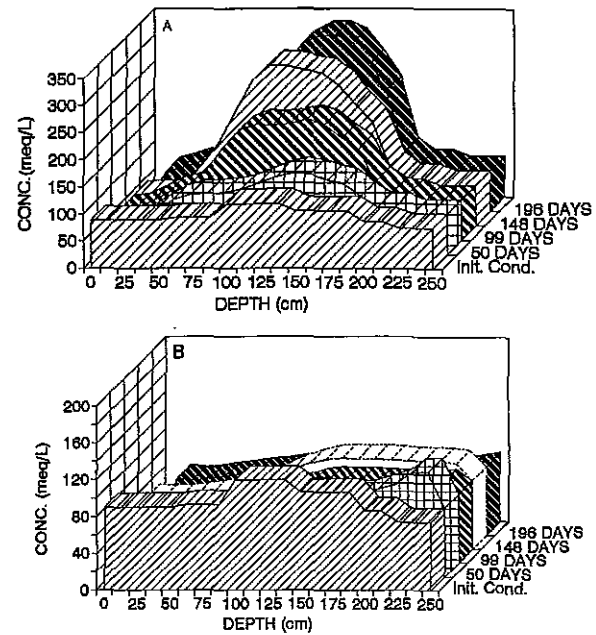 A
350
300
250
200
150
100
50
0
CONC. (meq/L)
0 25 50 75 100 125 150 175 200 225 250
DEPTH (cm)
196 DAYS
148 DAYS
99 DAYS
50 DAYS
Init. Cond.
B
200
160
120
80
40
0
CONC. (meq/L)
0 25 50 75 100 125 150 175 200 225 250
DEPTH (cm)
196 DAYS
148 DAYS
99 DAYS
50 DAYS
Init. Cond.